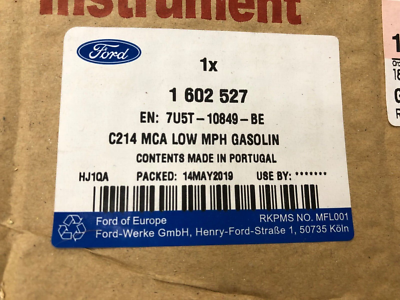 Instrument
Ford
1x
1 602 527
EN: 7U5T-10849-BE
C214 MCA LOW MPH GASOLIN
CONTENTS MADE IN PORTUGAL
HJ1QA PACKED: 14MAY2019 USE BY: *******
Ford of Europe RKPMS NO. MFL001
Ford-Werke GmbH, Henry-Ford-Straße 1, 50735 Köln